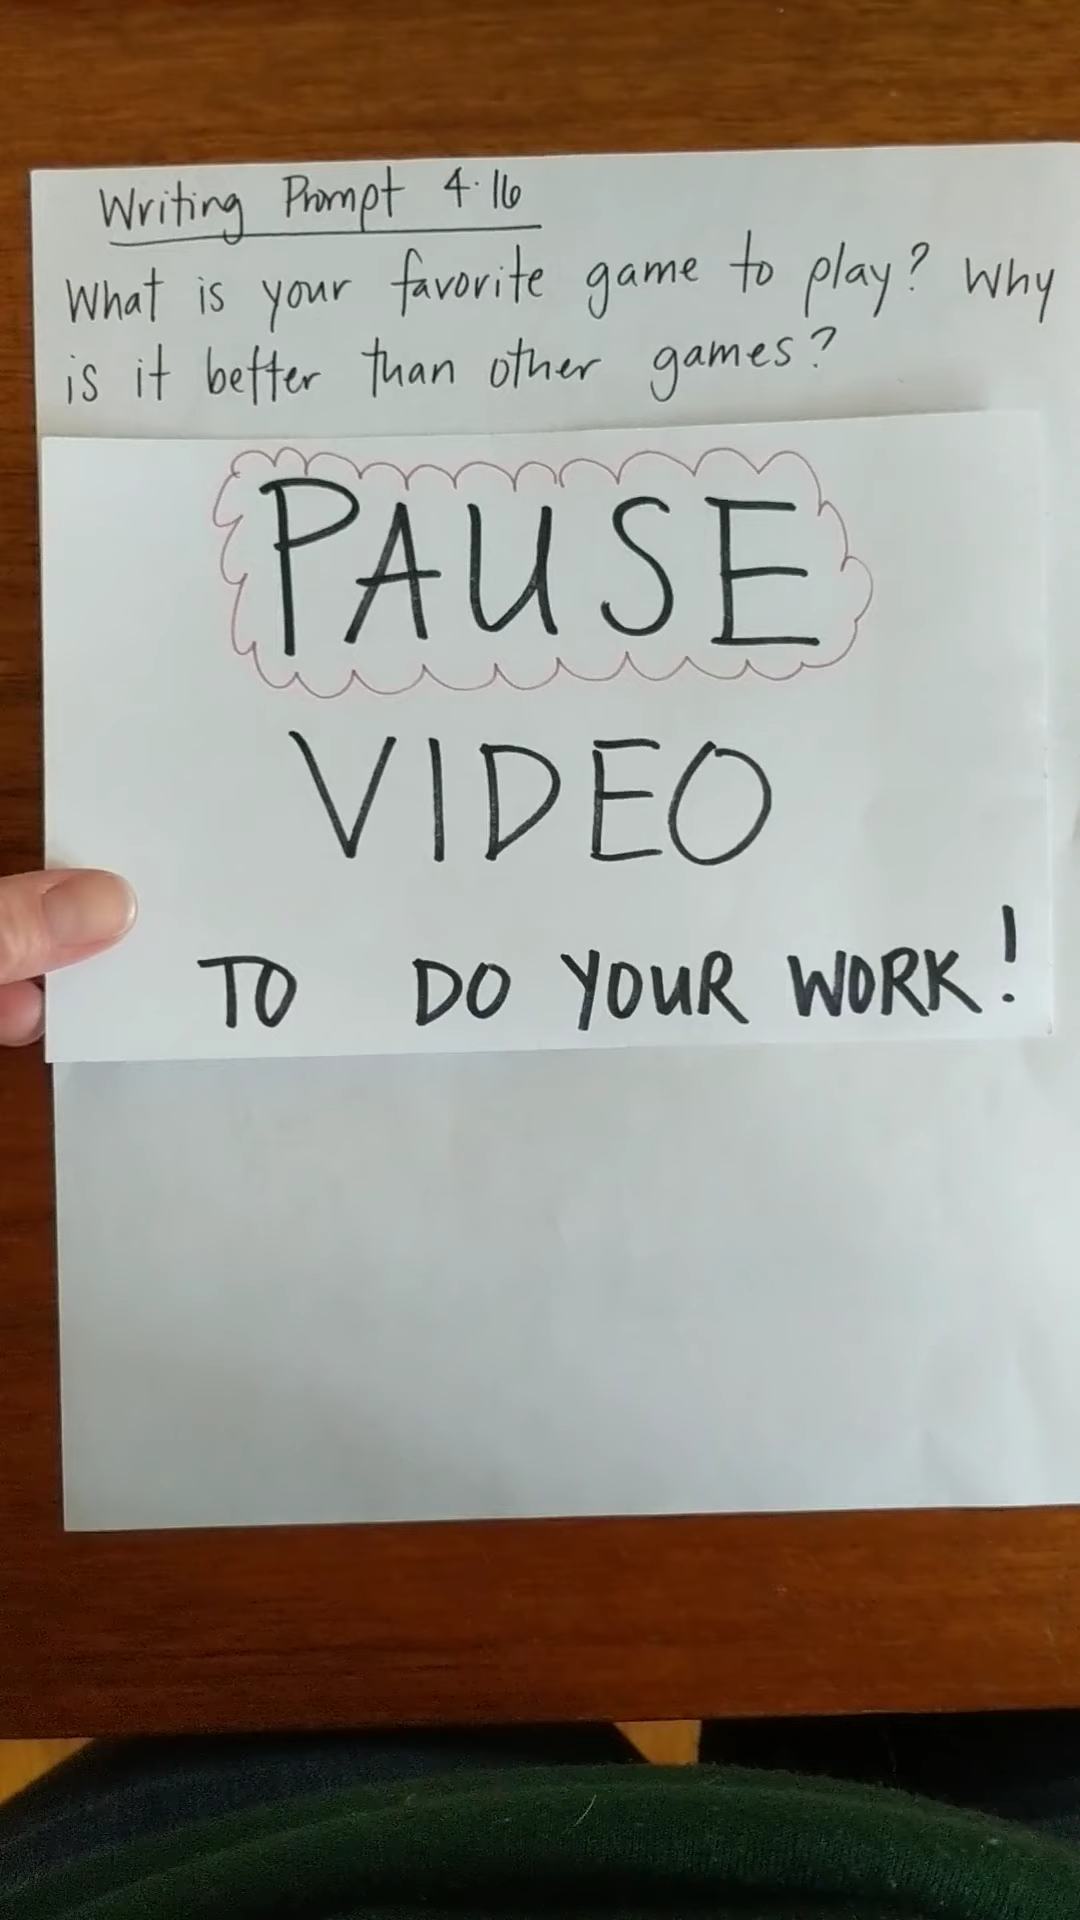 Writing Prompt 4.16
What is your favorite game to play? Why
is it better than other games?
PAUSE
VIDEO
TO DO YOUR WORK!